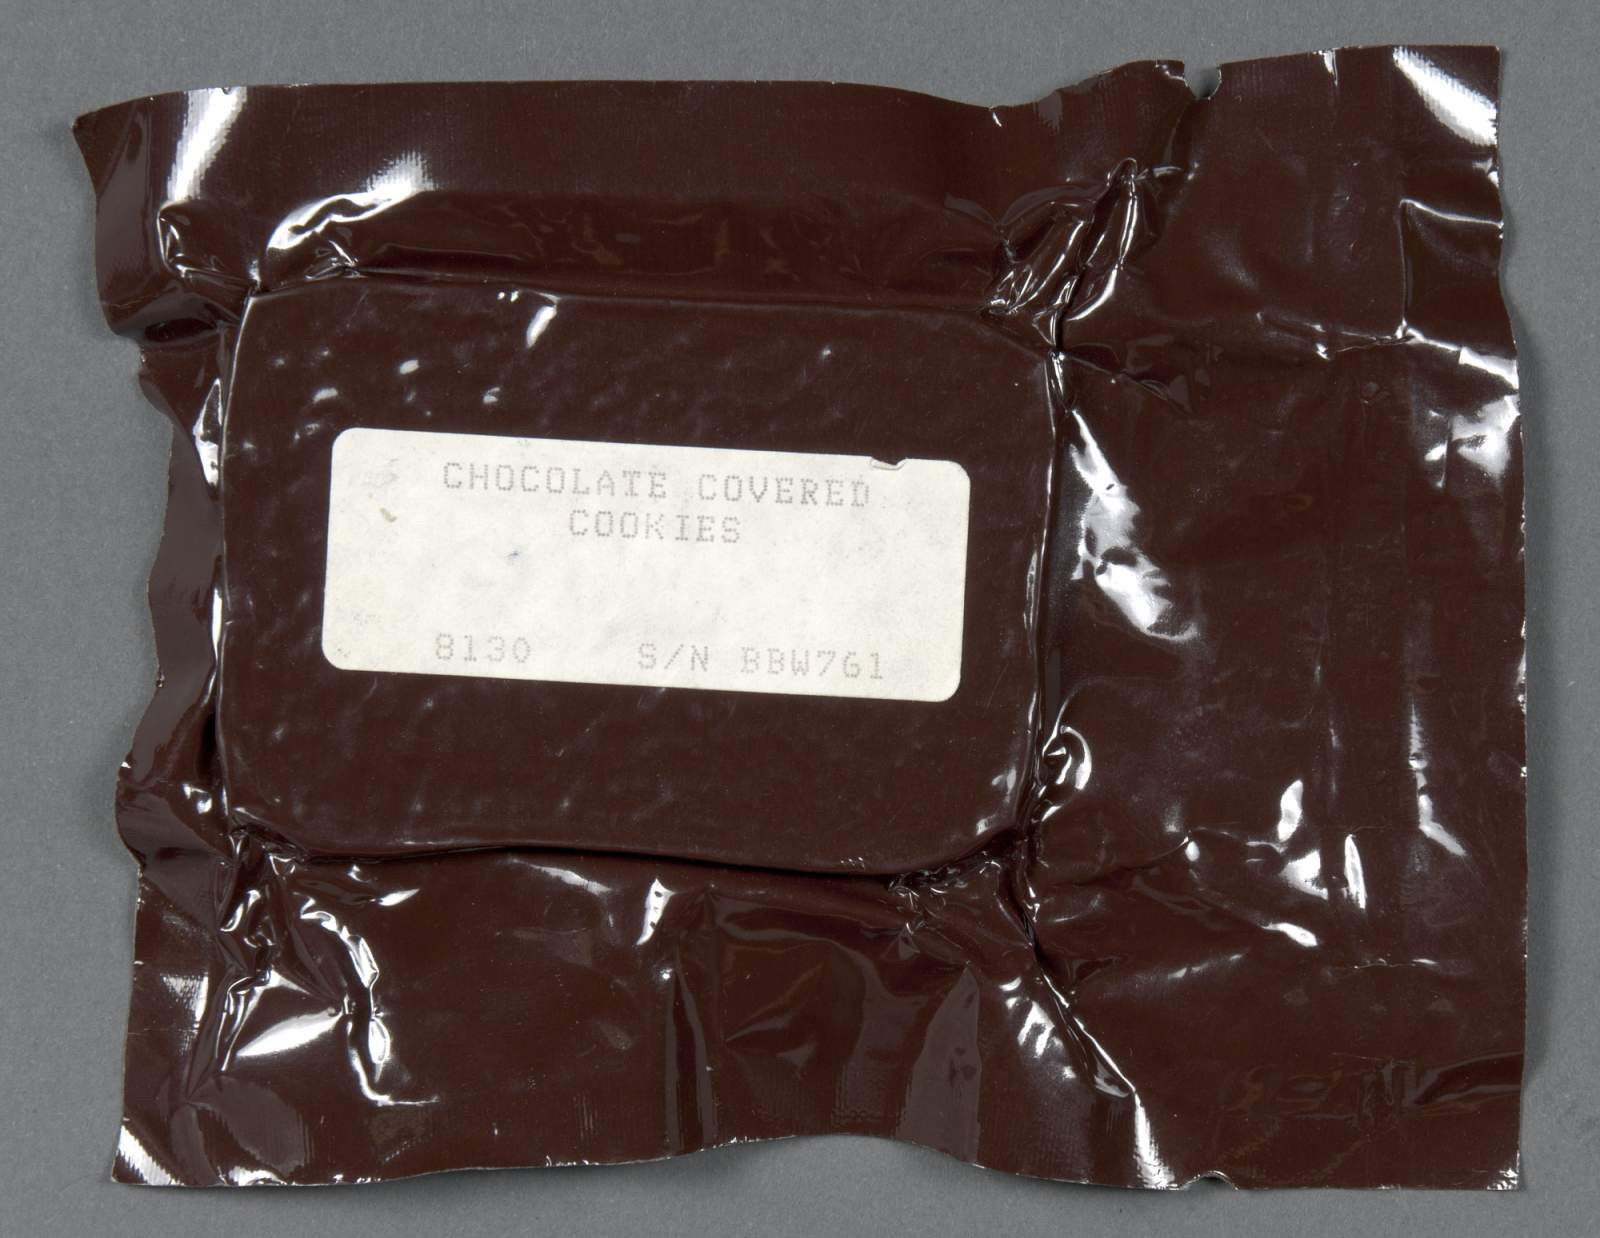 CHOCOLATE COVERED
COOKIES
8130 S/N BBW761